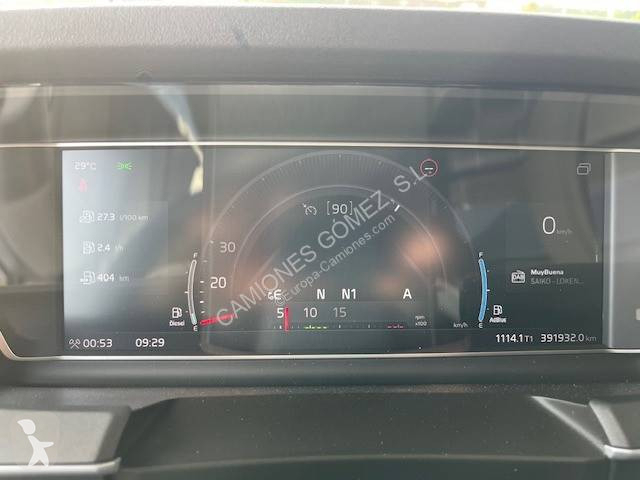 29°C
27.3 l/100 km
2.4 l/h
404 km
[90]
30
20
0 km/h
MuyBuena
SAIKO - LOKEN...
F
E
Diesel
F
E
AdBlue
E N N1 A
5 10 15
rpm x100
km/h
00:53 09:29
1114.1 T1 391932.0 km
CAMIONES GOMEZ, S.L.
Europa-Camiones.com